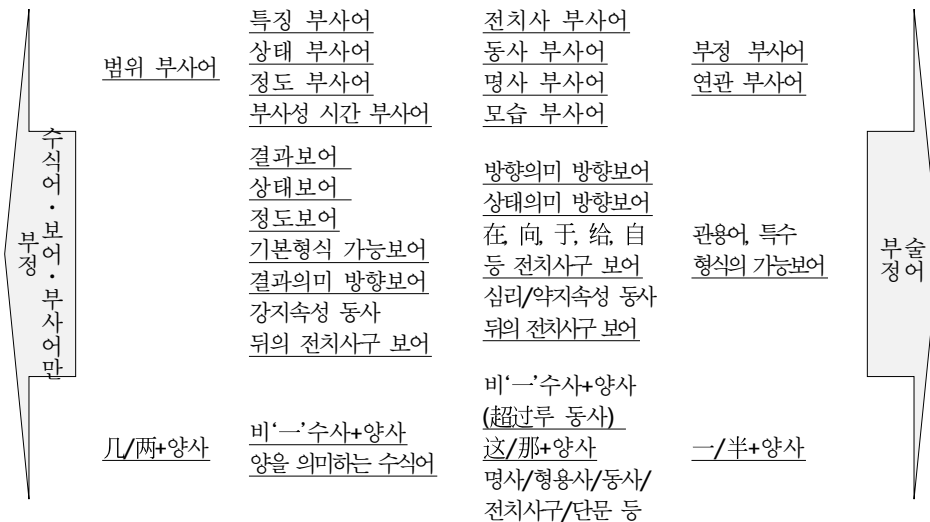 수식어·보어·부사어만
부정
범위 부사어
특징 부사어
상태 부사어
정도 부사어
부사성 시간 부사어
전치사 부사어
동사 부사어
명사 부사어
모습 부사어
부정 부사어
연관 부사어
결과보어
상태보어
정도보어
기본형식 가능보어
결과의미 방향보어
강지속성 동사
뒤의 전치사구 보어
방향의미 방향보어
상태의미 방향보어
在, 向, 于, 给, 自
등 전치사구 보어
심리/약지속성 동사
뒤의 전치사구 보어
관용어, 특수
형식의 가능보어
几/两+양사
비‘一’수사+양사
양을 의미하는 수식어
비‘一’수사+양사
(超过루 동사)
这/那+양사
명사/형용사/동사/
전치사구/단문 등
一/半+양사
술어
부정